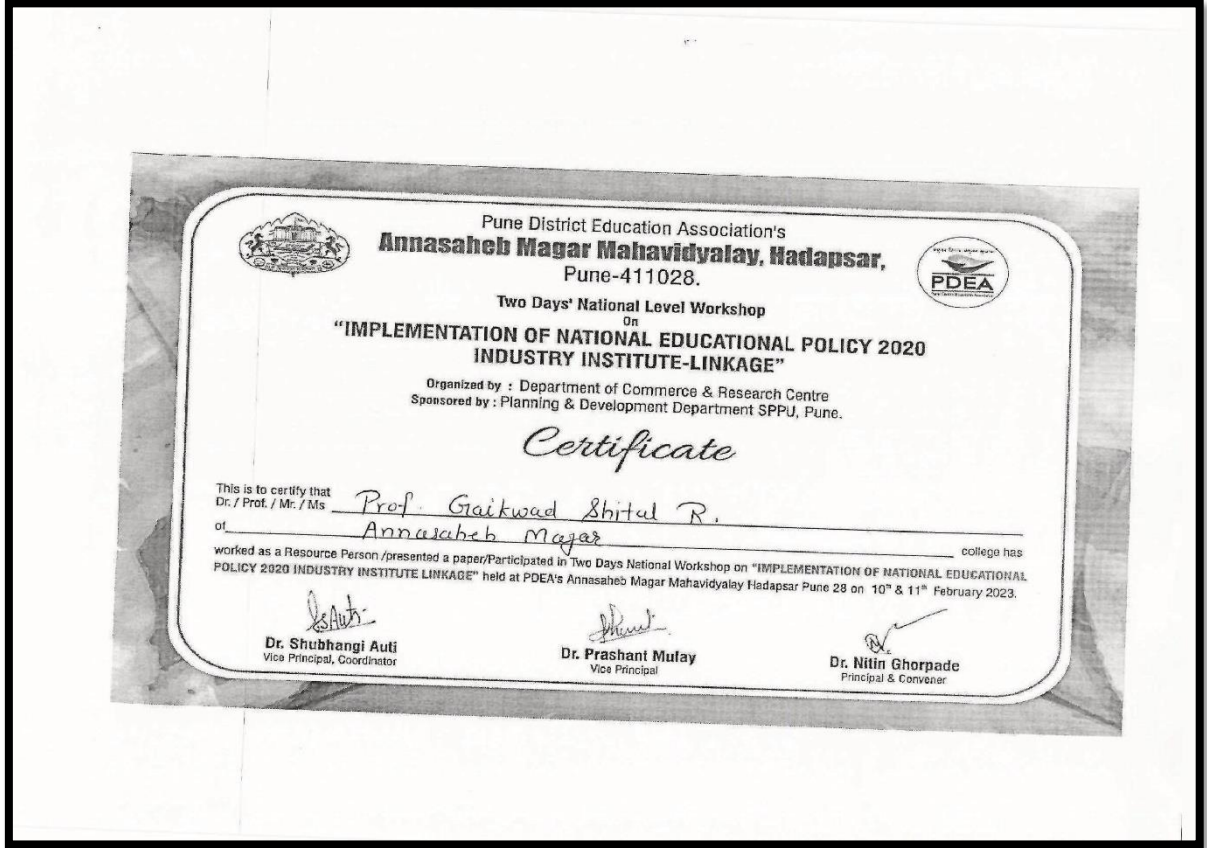 Pune District Education Association's
Annasaheb Magar Mahavidyalay, Hadapsar,
Pune-411028.
PDEA
Two Days' National Level Workshop
On
"IMPLEMENTATION OF NATIONAL EDUCATIONAL POLICY 2020
INDUSTRY INSTITUTE-LINKAGE"
Organized by : Department of Commerce & Research Centre
Sponsored by : Planning & Development Department SPPU, Pune.
Certificate
This is to certify that
Dr. / Prof. / Mr. / Ms Prof. Gaikwad Shital R.
of Annasaheb Magar college has
worked as a Resource Person /presented a paper/Participated in Two Days National Workshop on "IMPLEMENTATION OF NATIONAL EDUCATIONAL
POLICY 2020 INDUSTRY INSTITUTE LINKAGE" held at PDEA's Annasaheb Magar Mahavidyalay Hadapsar Pune 28 on 10th & 11th February 2023.
Dr. Shubhangi Auti
Vice Principal, Coordinator
Dr. Prashant Mulay
Vice Principal
Dr. Nitin Ghorpade
Principal & Convener